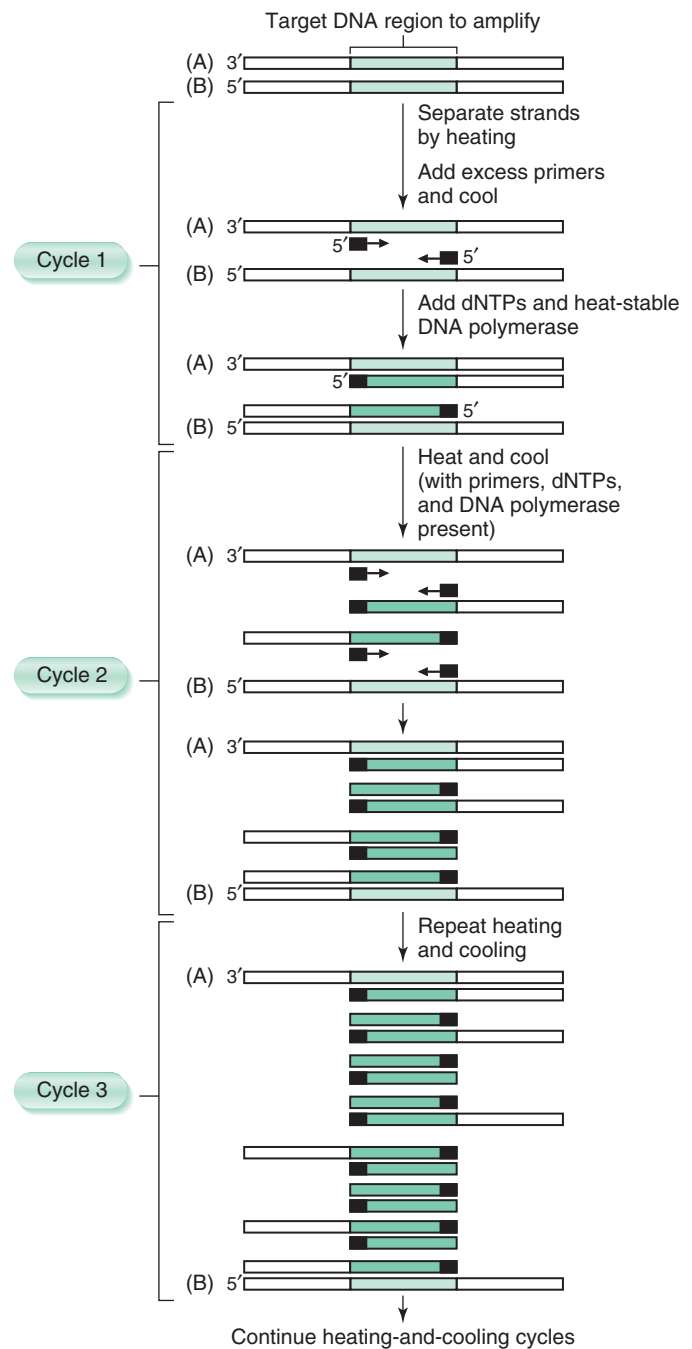 Target DNA region to amplify
(A) 3′
(B) 5′
Separate strands
by heating
Add excess primers
and cool
(A) 3′
5′
5′
(B) 5′
Cycle 1
Add dNTPs and heat-stable
DNA polymerase
(A) 3′
5′
5′
(B) 5′
Heat and cool
(with primers, dNTPs,
and DNA polymerase
present)
(A) 3′
Cycle 2
(B) 5′
(A) 3′
(B) 5′
Repeat heating
and cooling
(A) 3′
Cycle 3
(B) 5′
Continue heating-and-cooling cycles